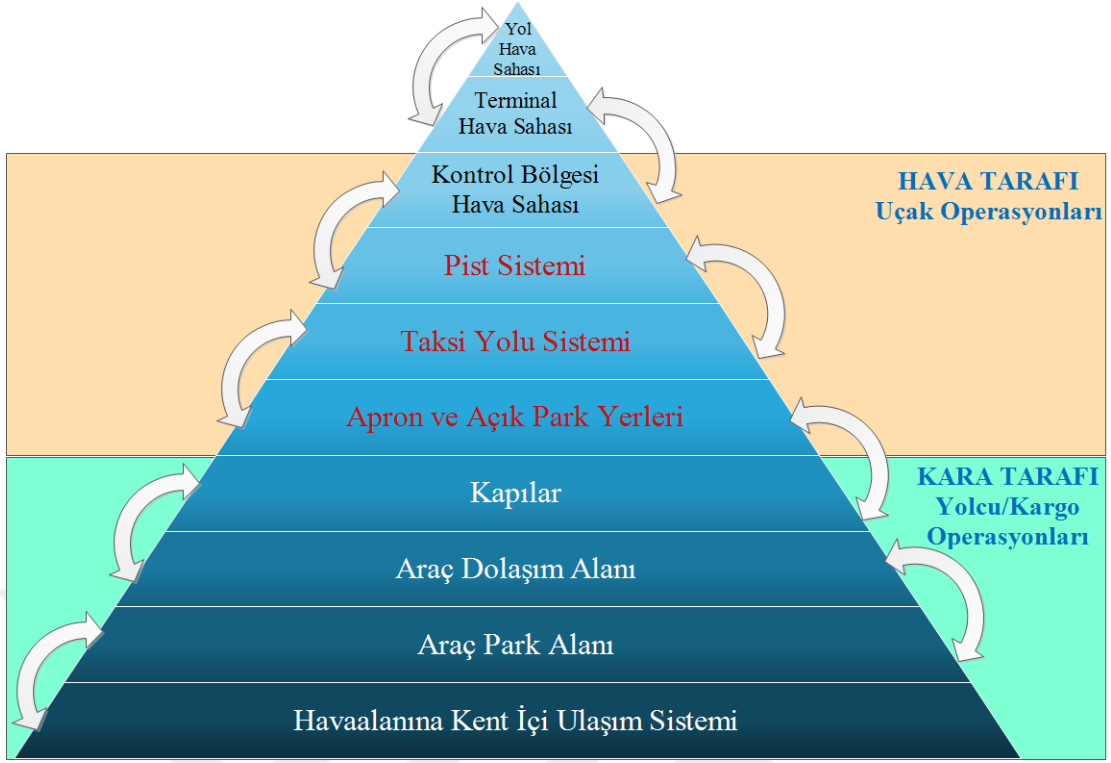 Yol
Hava
Sahası
Terminal
Hava Sahası
Kontrol Bölgesi
Hava Sahası
HAVA TARAFI
Uçak Operasyonları
Pist Sistemi
Taksi Yolu Sistemi
Apron ve Açık Park Yerleri
Kapılar
KARA TARAFI
Yolcu/Kargo
Operasyonları
Araç Dolaşım Alanı
Araç Park Alanı
Havaalanına Kent İçi Ulaşım Sistemi